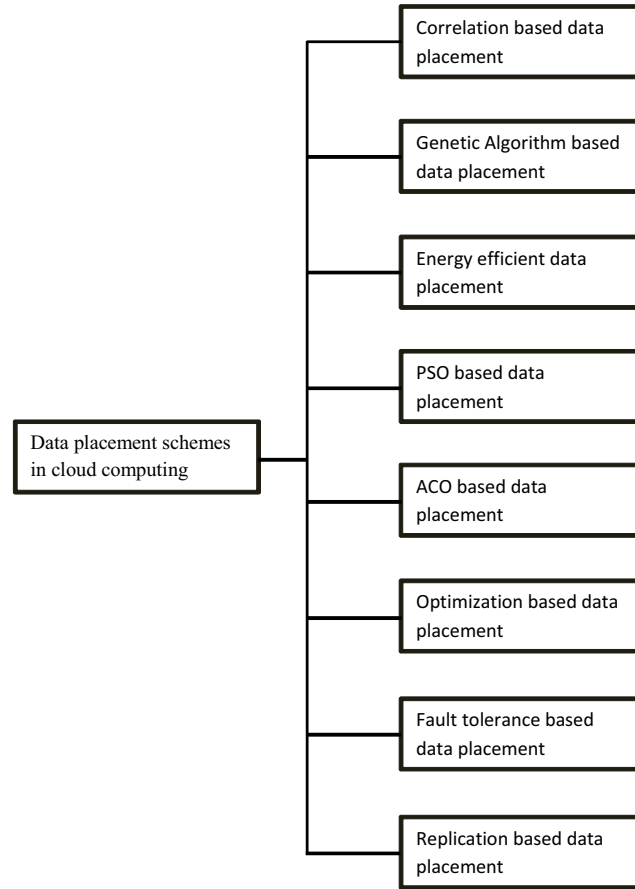 Correlation based data
placement
Genetic Algorithm based
data placement
Energy efficient data
placement
PSO based data
placement
Data placement schemes
in cloud computing
ACO based data
placement
Optimization based data
placement
Fault tolerance based
data placement
Replication based data
placement